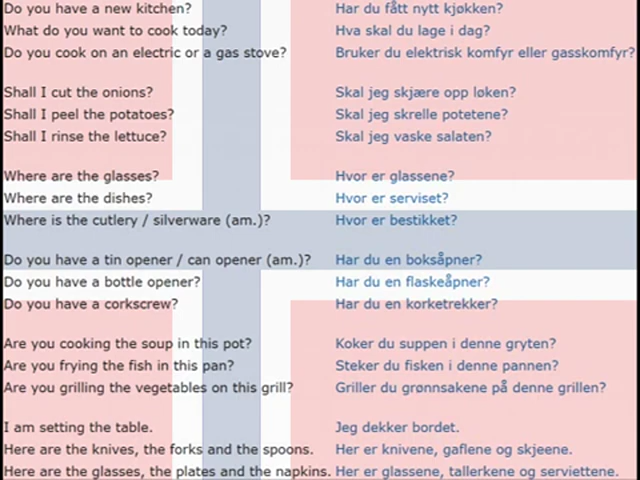 Do you have a new kitchen? Har du fått nytt kjøkken?
What do you want to cook today? Hva skal du lage i dag?
Do you cook on an electric or a gas stove? Bruker du elektrisk komfyr eller gasskomfyr?
Shall I cut the onions? Skal jeg skjære opp løken?
Shall I peel the potatoes? Skal jeg skrelle potetene?
Shall I rinse the lettuce? Skal jeg vaske salaten?
Where are the glasses? Hvor er glassene?
Where are the dishes? Hvor er serviset?
Where is the cutlery / silverware (am.)? Hvor er bestikket?
Do you have a tin opener / can opener (am.)? Har du en boksåpner?
Do you have a bottle opener? Har du en flaskeåpner?
Do you have a corkscrew? Har du en korketrekker?
Are you cooking the soup in this pot? Koker du suppen i denne gryten?
Are you frying the fish in this pan? Steker du fisken i denne pannen?
Are you grilling the vegetables on this grill? Griller du grønnsakene på denne grillen?
I am setting the table. Jeg dekker bordet.
Here are the knives, the forks and the spoons. Her er knivene, gaflene og skjeene.
Here are the glasses, the plates and the napkins. Her er glassene, tallerkene og serviettene.